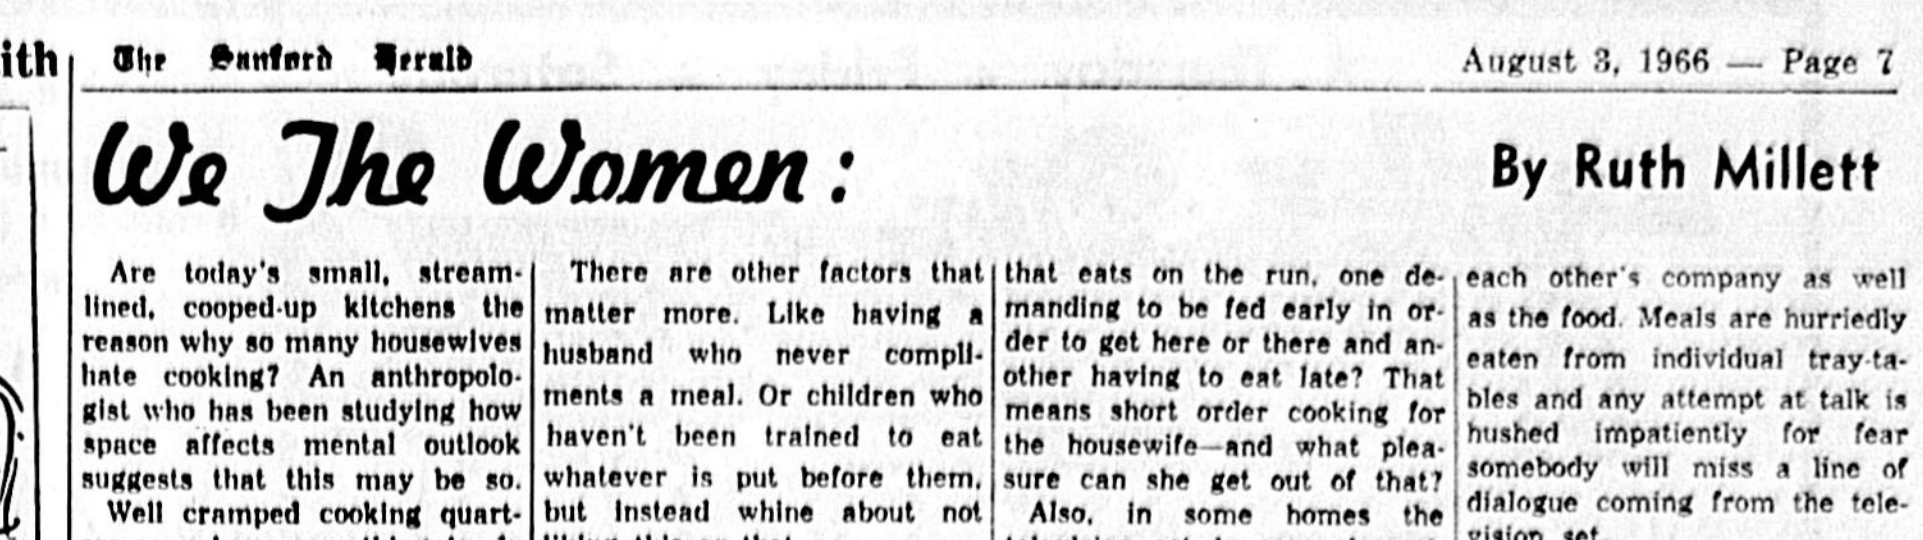 ith
The Sanford Herald
August 3, 1966 — Page 7
We The Women:
By Ruth Millett
Are today's small, stream-
lined, cooped-up kitchens the
reason why so many housewives
hate cooking? An anthropolo-
gist who has been studying how
space affects mental outlook
suggests that this may be so.
Well cramped cooking quart-
There are other factors that
matter more. Like having a
husband who never compli-
ments a meal. Or children who
haven't been trained to eat
whatever is put before them,
but instead whine about not
that eats on the run, one de-
manding to be fed early in or-
der to get here or there and an-
other having to eat late? That
means short order cooking for
the housewife—and what plea-
sure can she get out of that?
Also, in some homes the
each other's company as well
as the food. Meals are hurriedly
eaten from individual tray-ta-
bles and any attempt at talk is
hushed impatiently for fear
somebody will miss a line of
dialogue coming from the tele-
vision set.